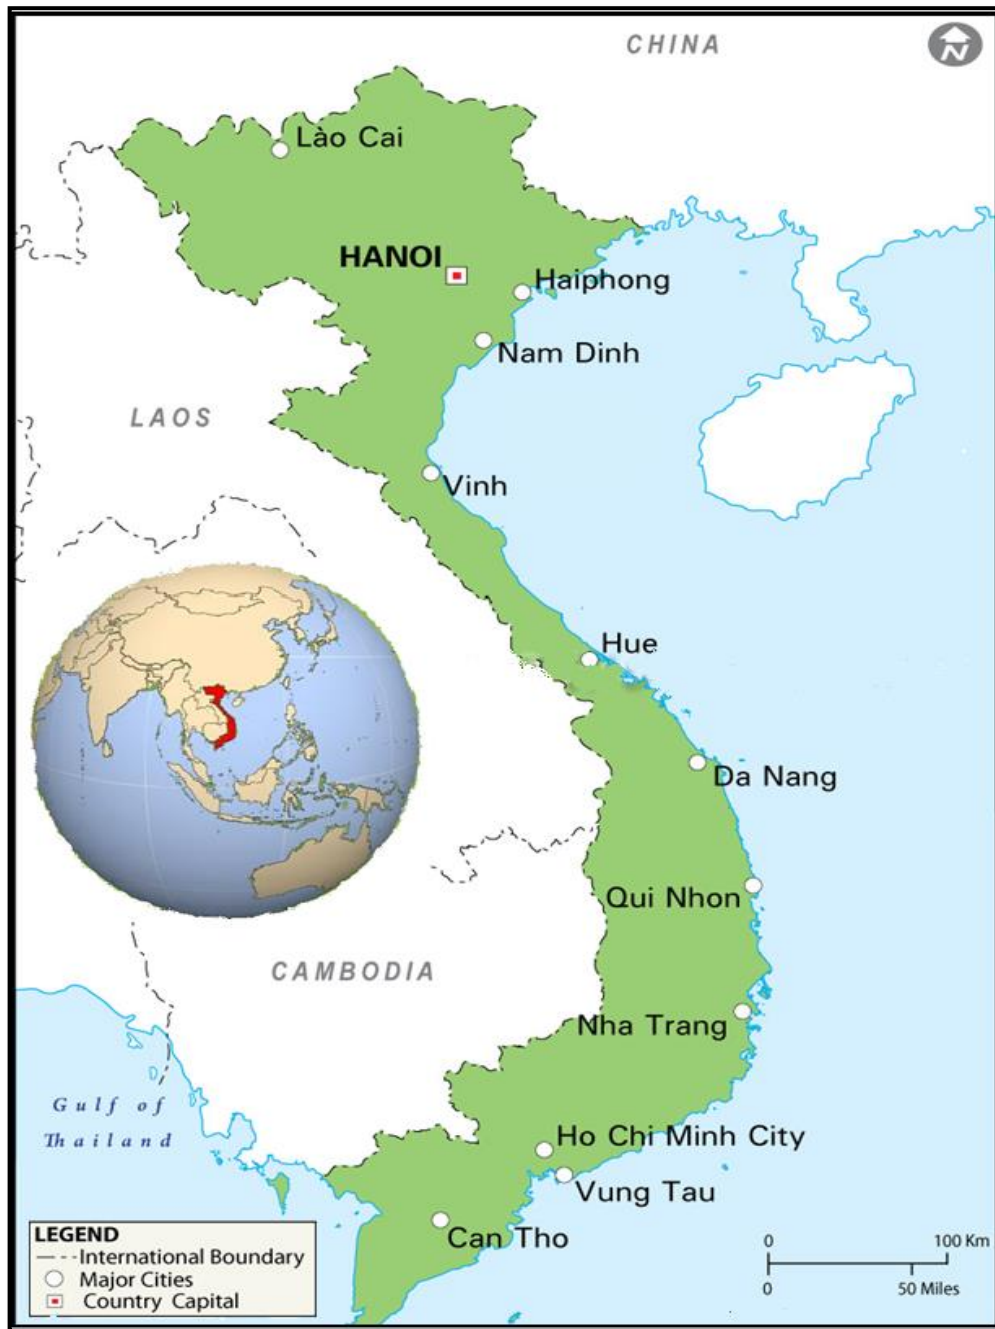 CHINA
N
Lào Cai
HANOI
Haiphong
Nam Dinh
LAOS
Vinh
Hue
Da Nang
Qui Nhon
CAMBODIA
Nha Trang
Gulf of
Thailand
Ho Chi Minh City
Vung Tau
Can Tho
LEGEND
International Boundary
Major Cities
Country Capital
0 100 Km
0 50 Miles